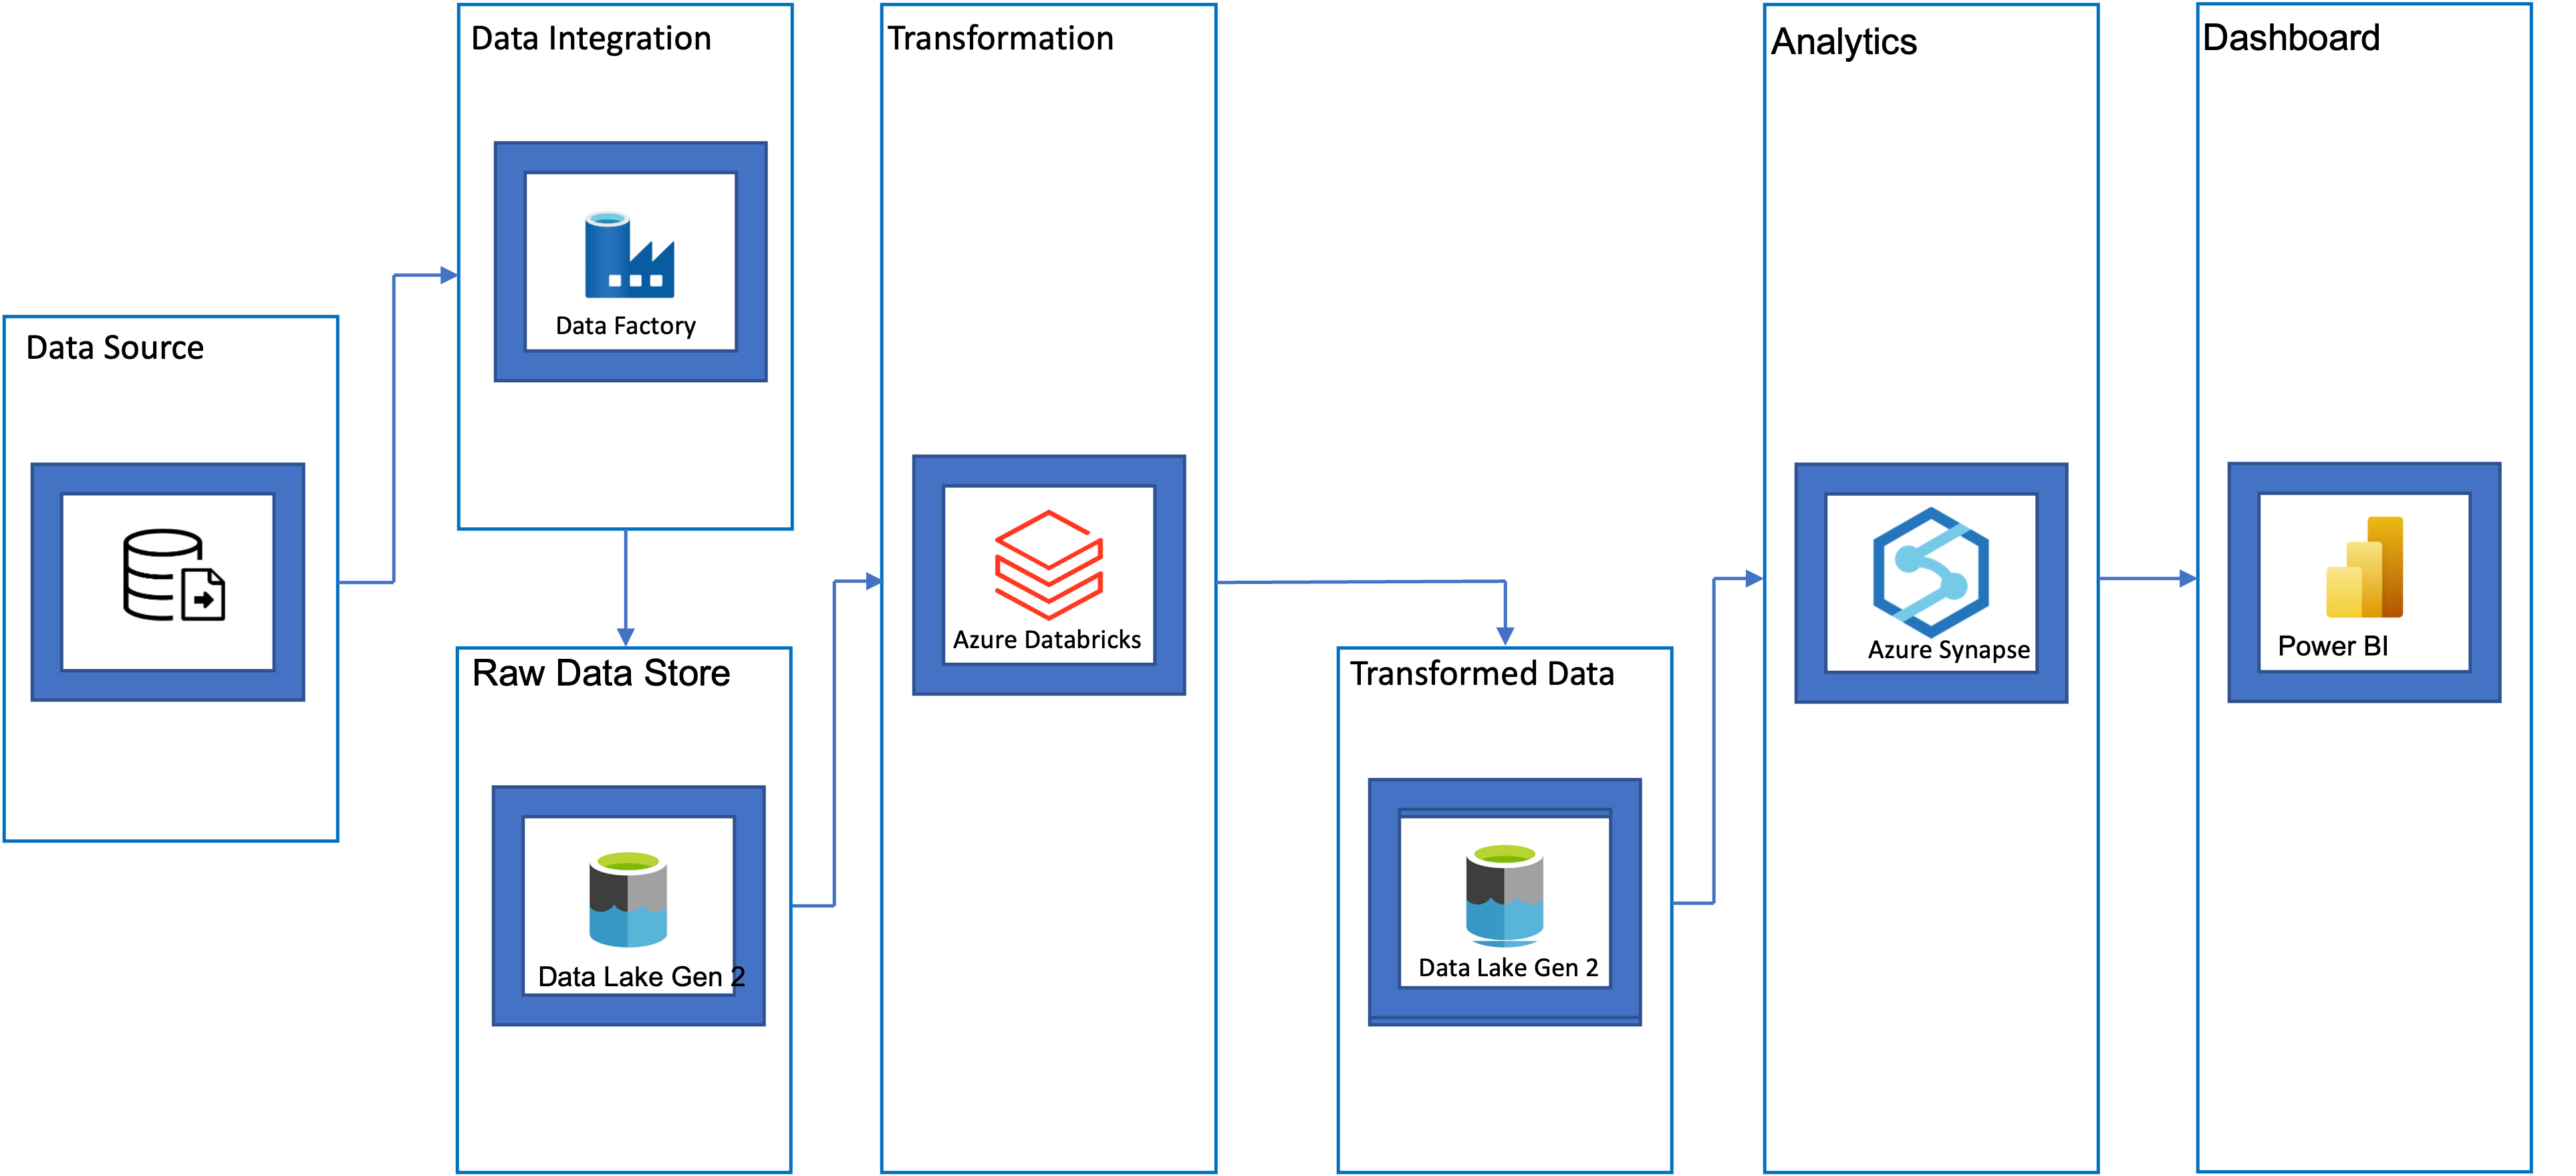 Data Source
Data Integration
Data Factory
Raw Data Store
Data Lake Gen 2
Transformation
Azure Databricks
Transformed Data
Data Lake Gen 2
Analytics
Azure Synapse
Dashboard
Power BI